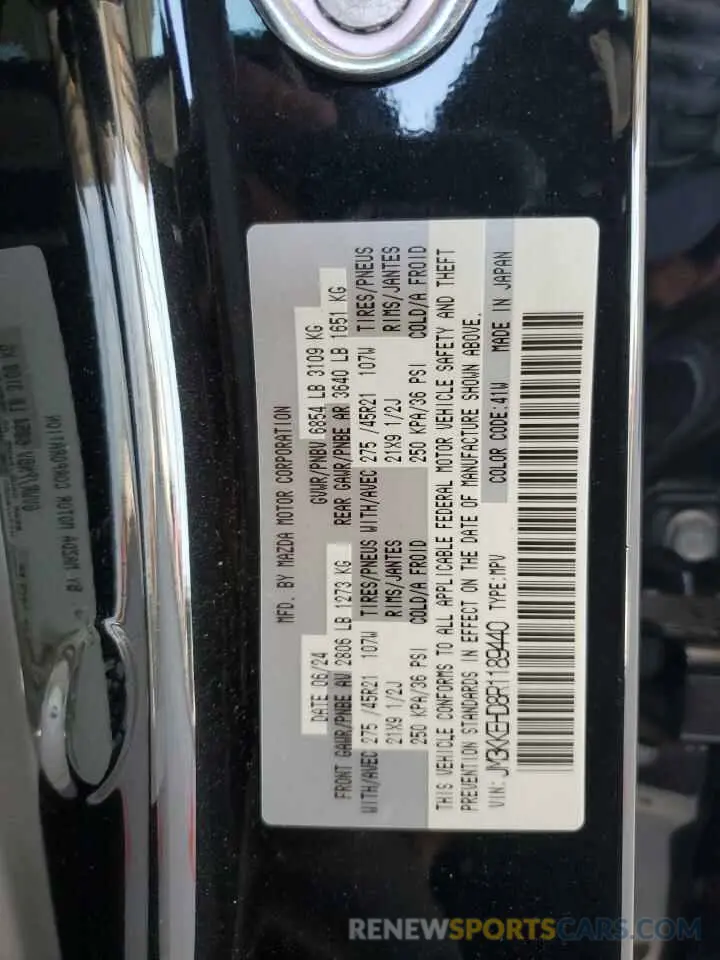 MFD. BY MAZDA MOTOR CORPORATION
DATE 06/24 GVWR/PNBV 6854 LB 3109 KG
FRONT GAWR/PNBE AV 2806 LB 1273 KG REAR GAWR/PNBE AR 3640 LB 1651 KG
WITH/AVEC 275 /45R21 107W TIRES/PNEUS WITH/AVEC 275 /45R21 107W TIRES/PNEUS
21X9 1/2J RIMS/JANTES 21X9 1/2J RIMS/JANTES
250 KPA/36 PSI COLD/A FROID 250 KPA/36 PSI COLD/A FROID
THIS VEHICLE CONFORMS TO ALL APPLICABLE FEDERAL MOTOR VEHICLE SAFETY AND THEFT
PREVENTION STANDARDS IN EFFECT ON THE DATE OF MANUFACTURE SHOWN ABOVE.
VIN: JM3KKEHD8R1189440 TYPE:MPV COLOR CODE:41W MADE IN JAPAN
RENEWSPORTSCARS.COM